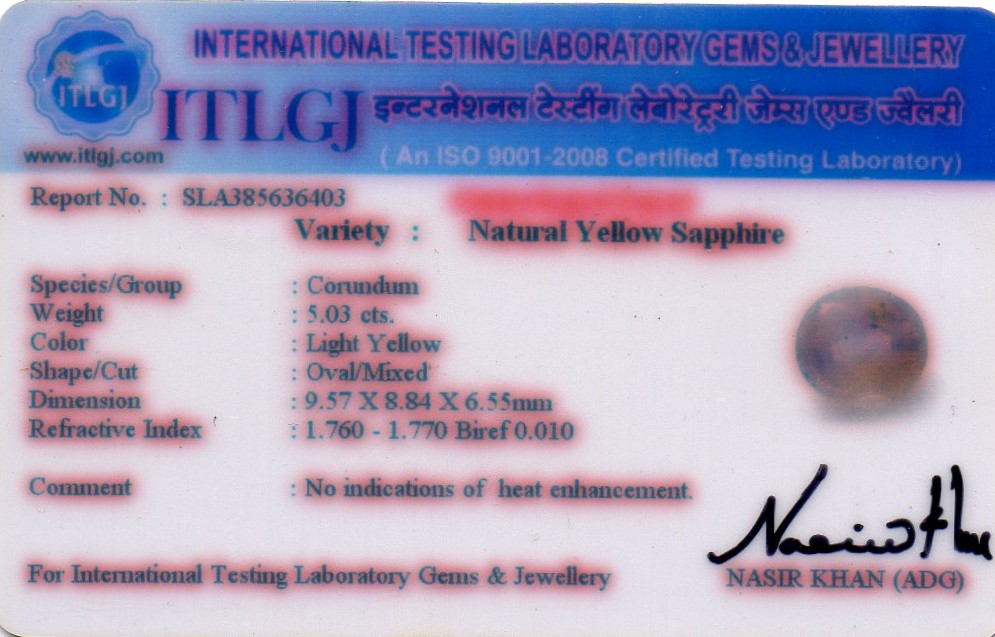 INTERNATIONAL TESTING LABORATORY GEMS & JEWELLERY
ITLGJ
ITLGJ इन्टरनेशनल टेस्टींग लेबोरेट्ररी जेम्स एण्ड ज्वैलरी
www.itlgj.com
( An ISO 9001-2008 Certified Testing Laboratory)
Report No. : SLA385636403
Variety : Natural Yellow Sapphire
Species/Group : Corundum
Weight : 5.03 cts.
Color : Light Yellow
Shape/Cut : Oval/Mixed
Dimension : 9.57 X 8.84 X 6.55mm
Refractive Index : 1.760 - 1.770 Biref 0.010
Comment : No indications of heat enhancement.
Nasir Khan
For International Testing Laboratory Gems & Jewellery
NASIR KHAN (ADG)